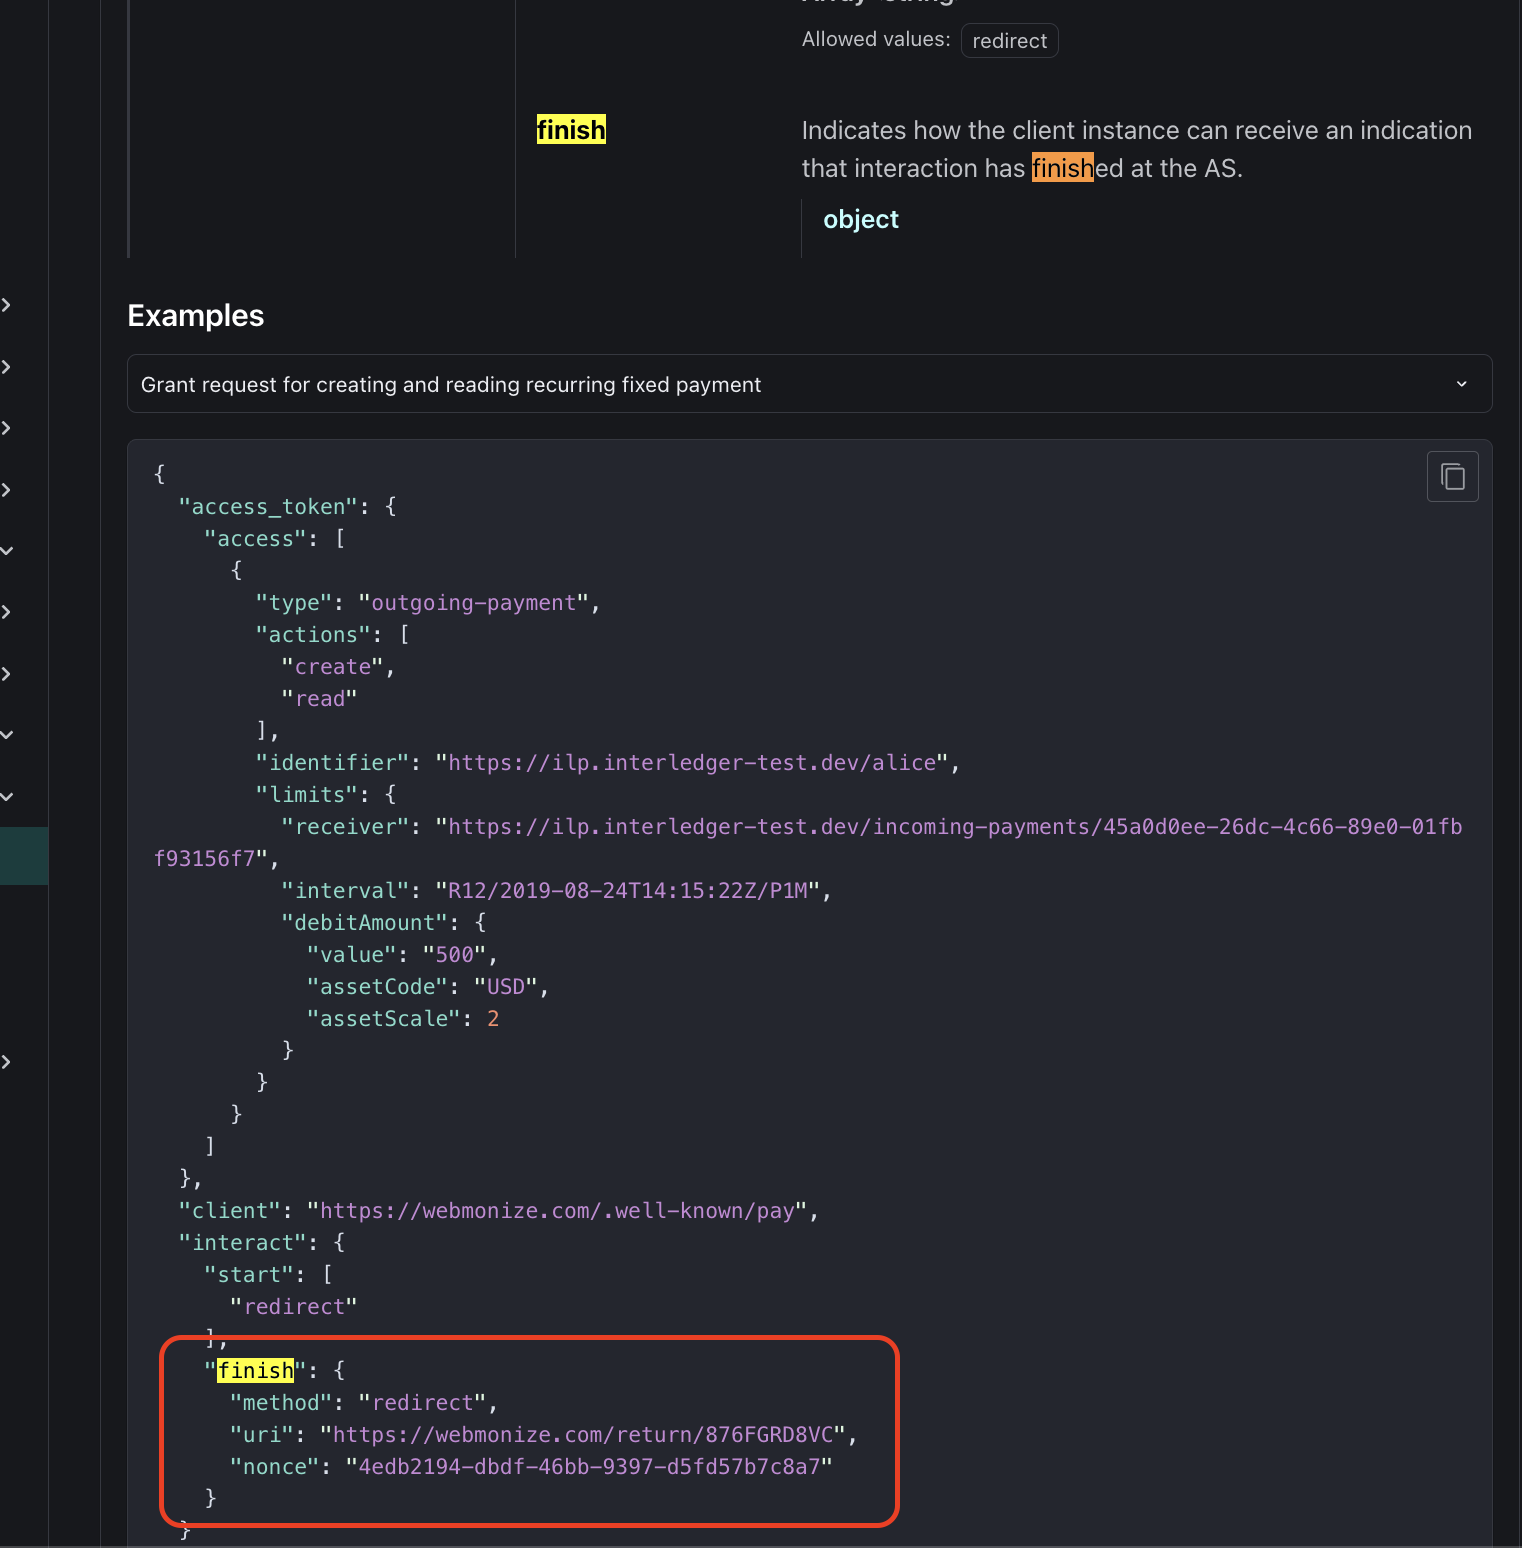 Allowed values: redirect
finish
Indicates how the client instance can receive an indication
that interaction has finished at the AS.
object
Examples
Grant request for creating and reading recurring fixed payment
{
  "access_token": {
    "access": [
      {
        "type": "outgoing-payment",
        "actions": [
          "create",
          "read"
        ],
        "identifier": "https://ilp.interledger-test.dev/alice",
        "limits": {
          "receiver": "https://ilp.interledger-test.dev/incoming-payments/45a0d0ee-26dc-4c66-89e0-01fb
f93156f7",
          "interval": "R12/2019-08-24T14:15:22Z/P1M",
          "debitAmount": {
            "value": "500",
            "assetCode": "USD",
            "assetScale": 2
          }
        }
      }
    ]
  },
  "client": "https://webmonize.com/.well-known/pay",
  "interact": {
    "start": [
      "redirect"
    ],
    "finish": {
      "method": "redirect",
      "uri": "https://webmonize.com/return/876FGRD8VC",
      "nonce": "4edb2194-dbdf-46bb-9397-d5fd57b7c8a7"
    }
  }